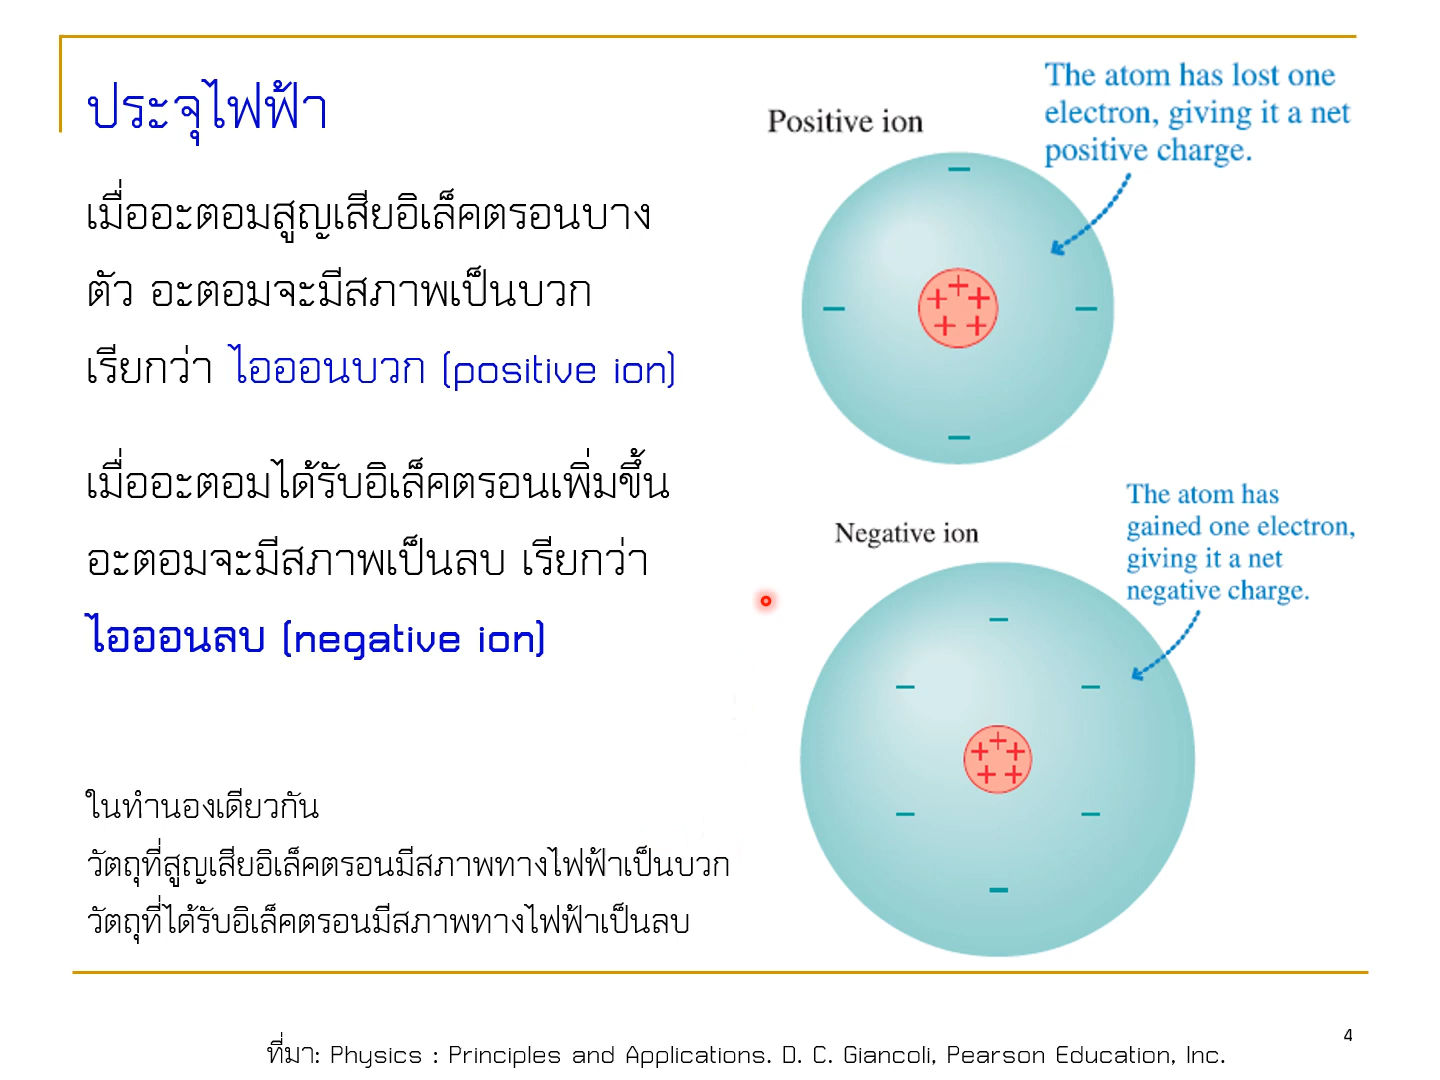 ประจุไฟฟ้า
เมื่ออะตอมสูญเสียอิเล็คตรอนบาง
ตัว อะตอมจะมีสภาพเป็นบวก
เรียกว่า ไอออนบวก (positive ion)
เมื่ออะตอมได้รับอิเล็คตรอนเพิ่มขึ้น
อะตอมจะมีสภาพเป็นลบ เรียกว่า
ไอออนลบ (negative ion)
ในทำนองเดียวกัน
วัตถุที่สูญเสียอิเล็คตรอนมีสภาพทางไฟฟ้าเป็นบวก
วัตถุที่ได้รับอิเล็คตรอนมีสภาพทางไฟฟ้าเป็นลบ
Positive ion
The atom has lost one
electron, giving it a net
positive charge.
−
− + + + −
+ +
−
Negative ion
The atom has
gained one electron,
giving it a net
negative charge.
−
− −
+ + +
+ +
− −
−
ที่มา: Physics : Principles and Applications. D. C. Giancoli, Pearson Education, Inc.
4